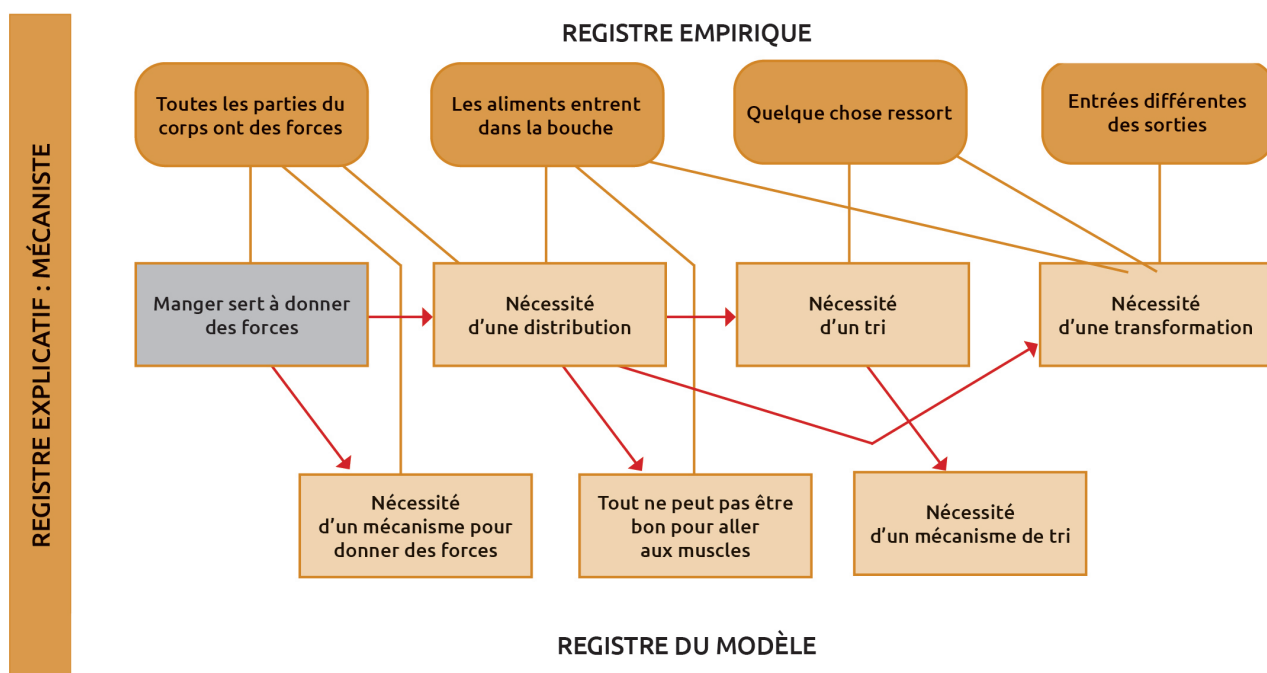 REGISTRE EXPLICATIF : MÉCANISTE
REGISTRE EMPIRIQUE
Toutes les parties du
corps ont des forces
Les aliments entrent
dans la bouche
Quelque chose ressort
Entrées différentes
des sorties
Manger sert à donner
des forces
Nécessité
d’une distribution
Nécessité
d’un tri
Nécessité
d’une transformation
Nécessité
d’un mécanisme pour
donner des forces
Tout ne peut pas être
bon pour aller
aux muscles
Nécessité
d’un mécanisme de tri
REGISTRE DU MODÈLE